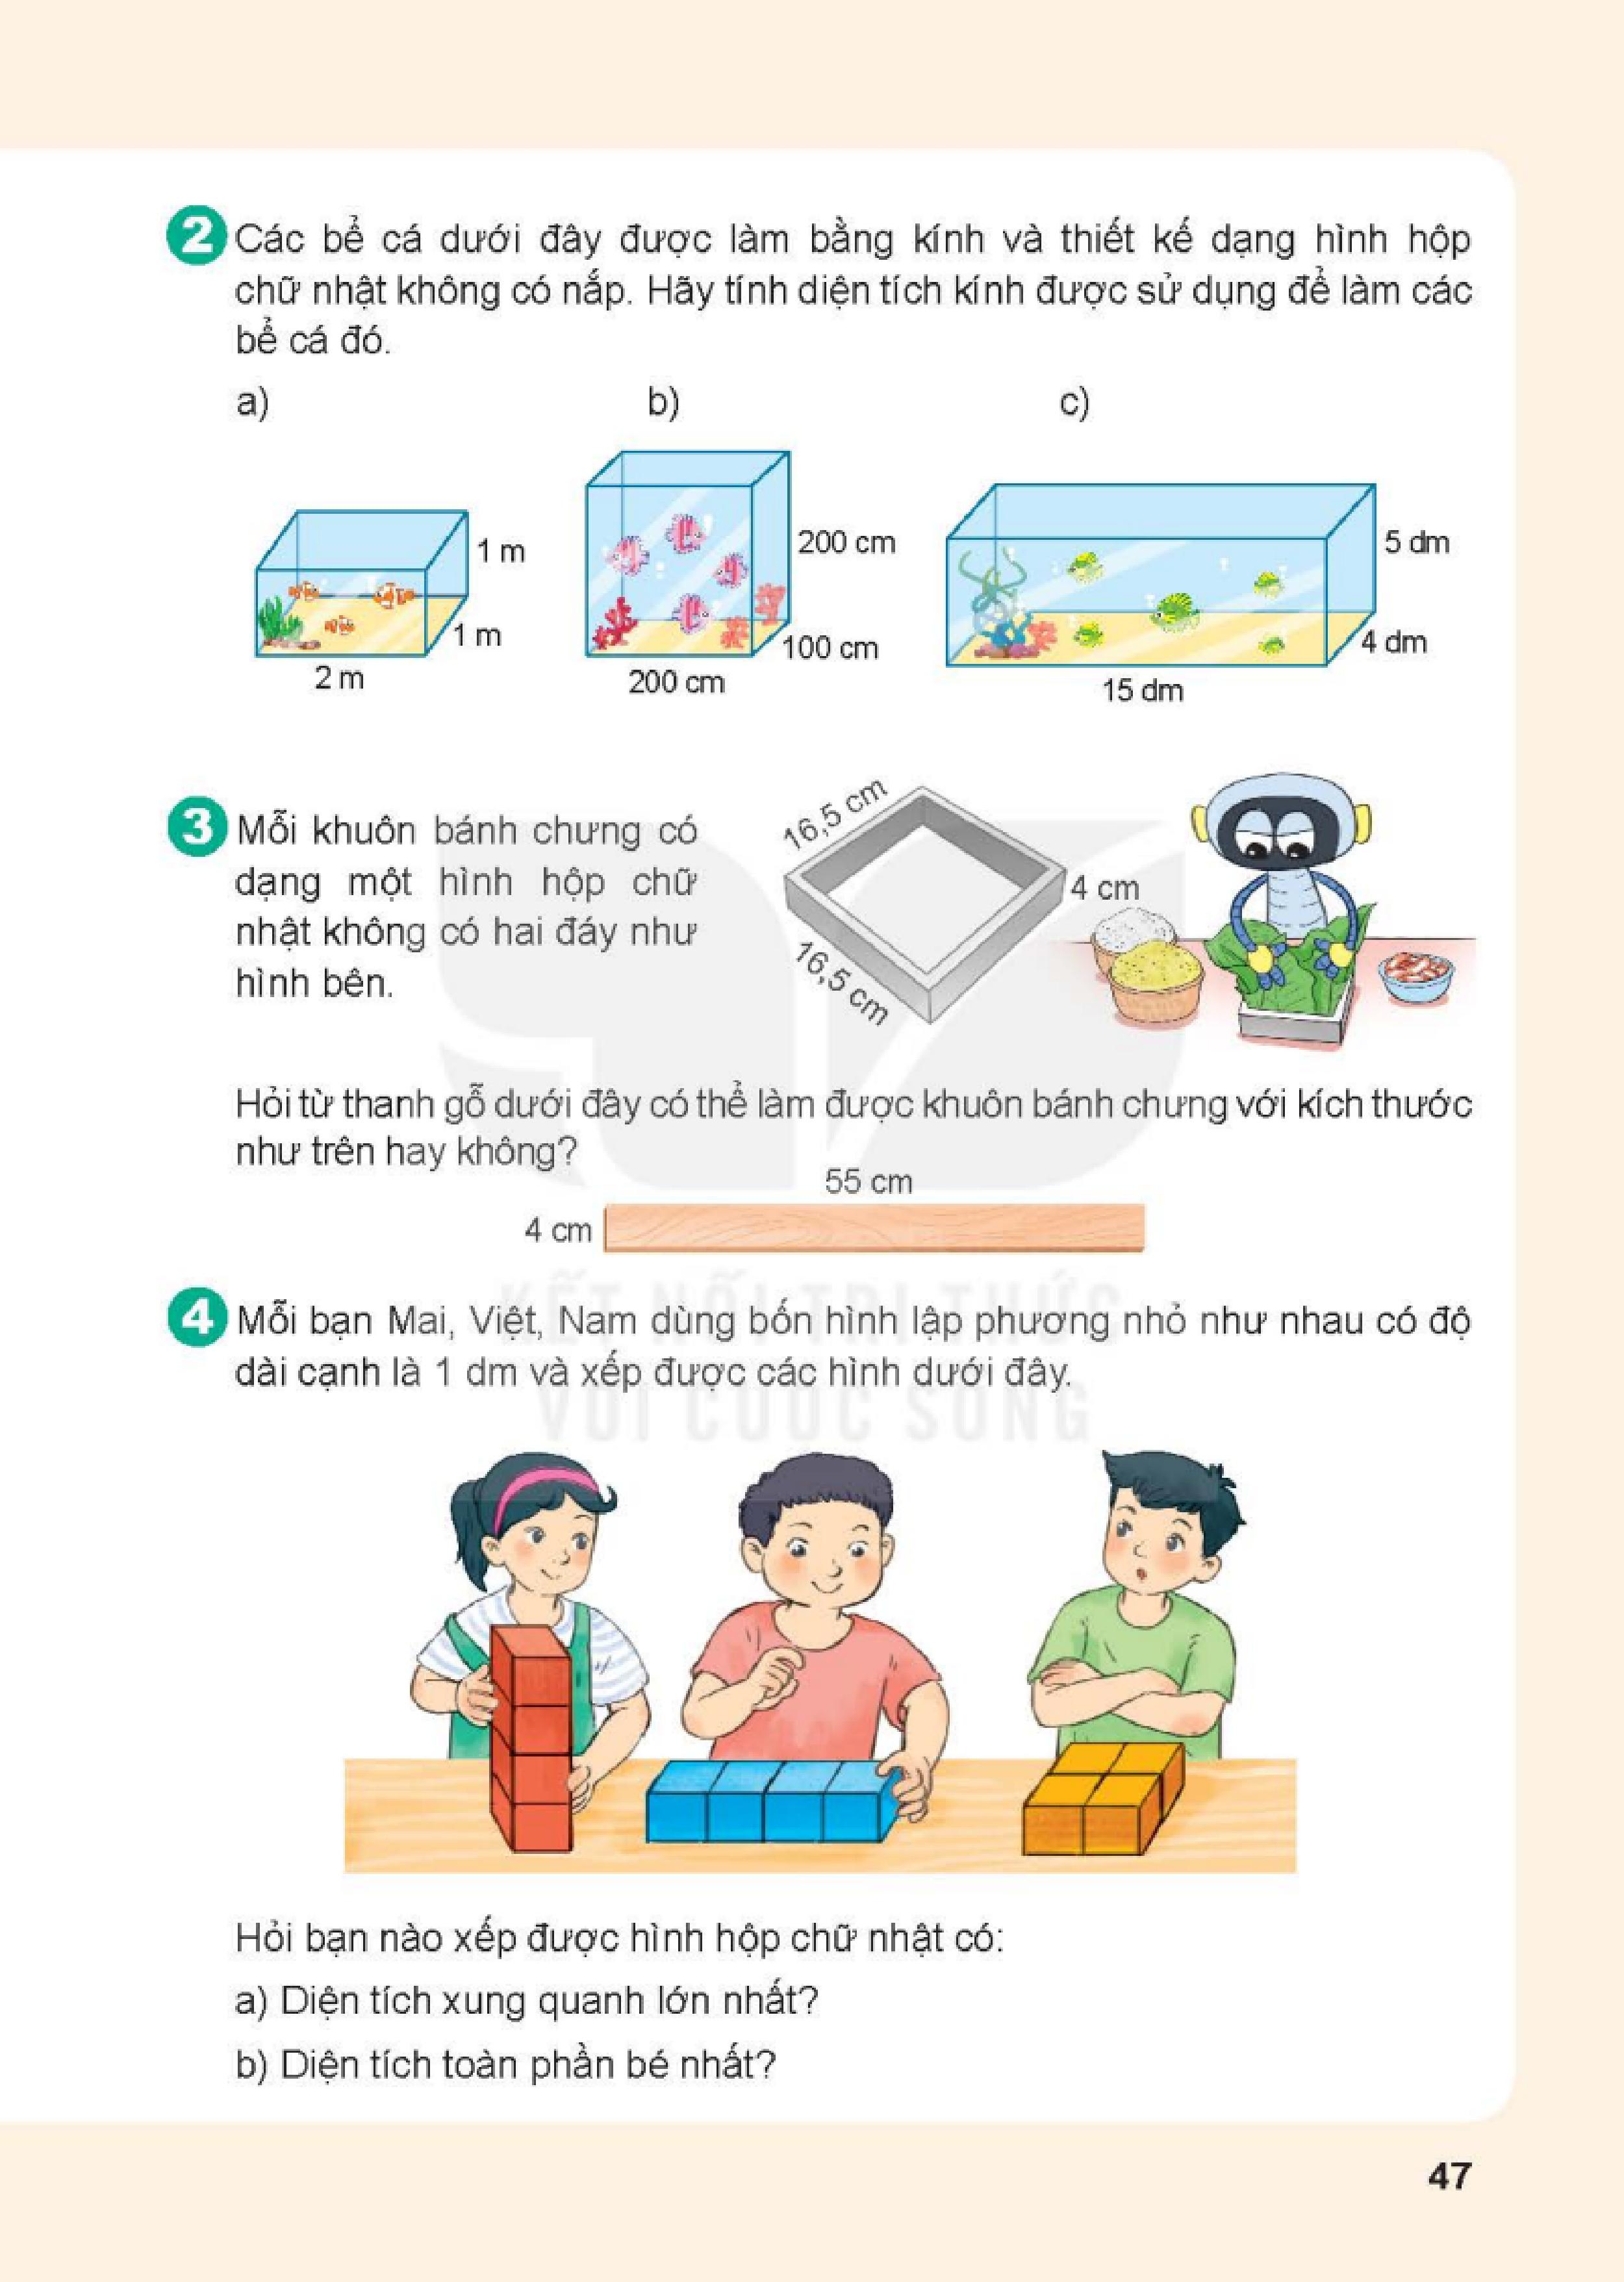 2 Các bể cá dưới đây được làm bằng kính và thiết kế dạng hình hộp
chữ nhật không có nắp. Hãy tính diện tích kính được sử dụng để làm các
bể cá đó.
a) b) c)
1 m
1 m
2 m
200 cm
100 cm
200 cm
5 dm
4 dm
15 dm
3 Mỗi khuôn bánh chưng có
dạng một hình hộp chữ
nhật không có hai đáy như
hình bên.
16,5 cm
4 cm
16,5 cm
Hỏi từ thanh gỗ dưới đây có thể làm được khuôn bánh chưng với kích thước
như trên hay không?
55 cm
4 cm
KẾT NỐI TRI THỨC
VỚI CUỘC SỐNG
4 Mỗi bạn Mai, Việt, Nam dùng bốn hình lập phương nhỏ như nhau có độ
dài cạnh là 1 dm và xếp được các hình dưới đây.
Hỏi bạn nào xếp được hình hộp chữ nhật có:
a) Diện tích xung quanh lớn nhất?
b) Diện tích toàn phần bé nhất?
47